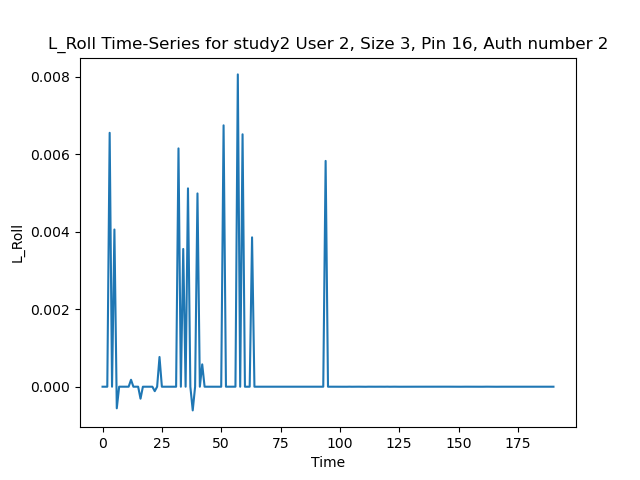 L_Roll Time-Series for study2 User 2, Size 3, Pin 16, Auth number 2
0.008
0.006
0.004
0.002
0.000
L_Roll
0 25 50 75 100 125 150 175
Time